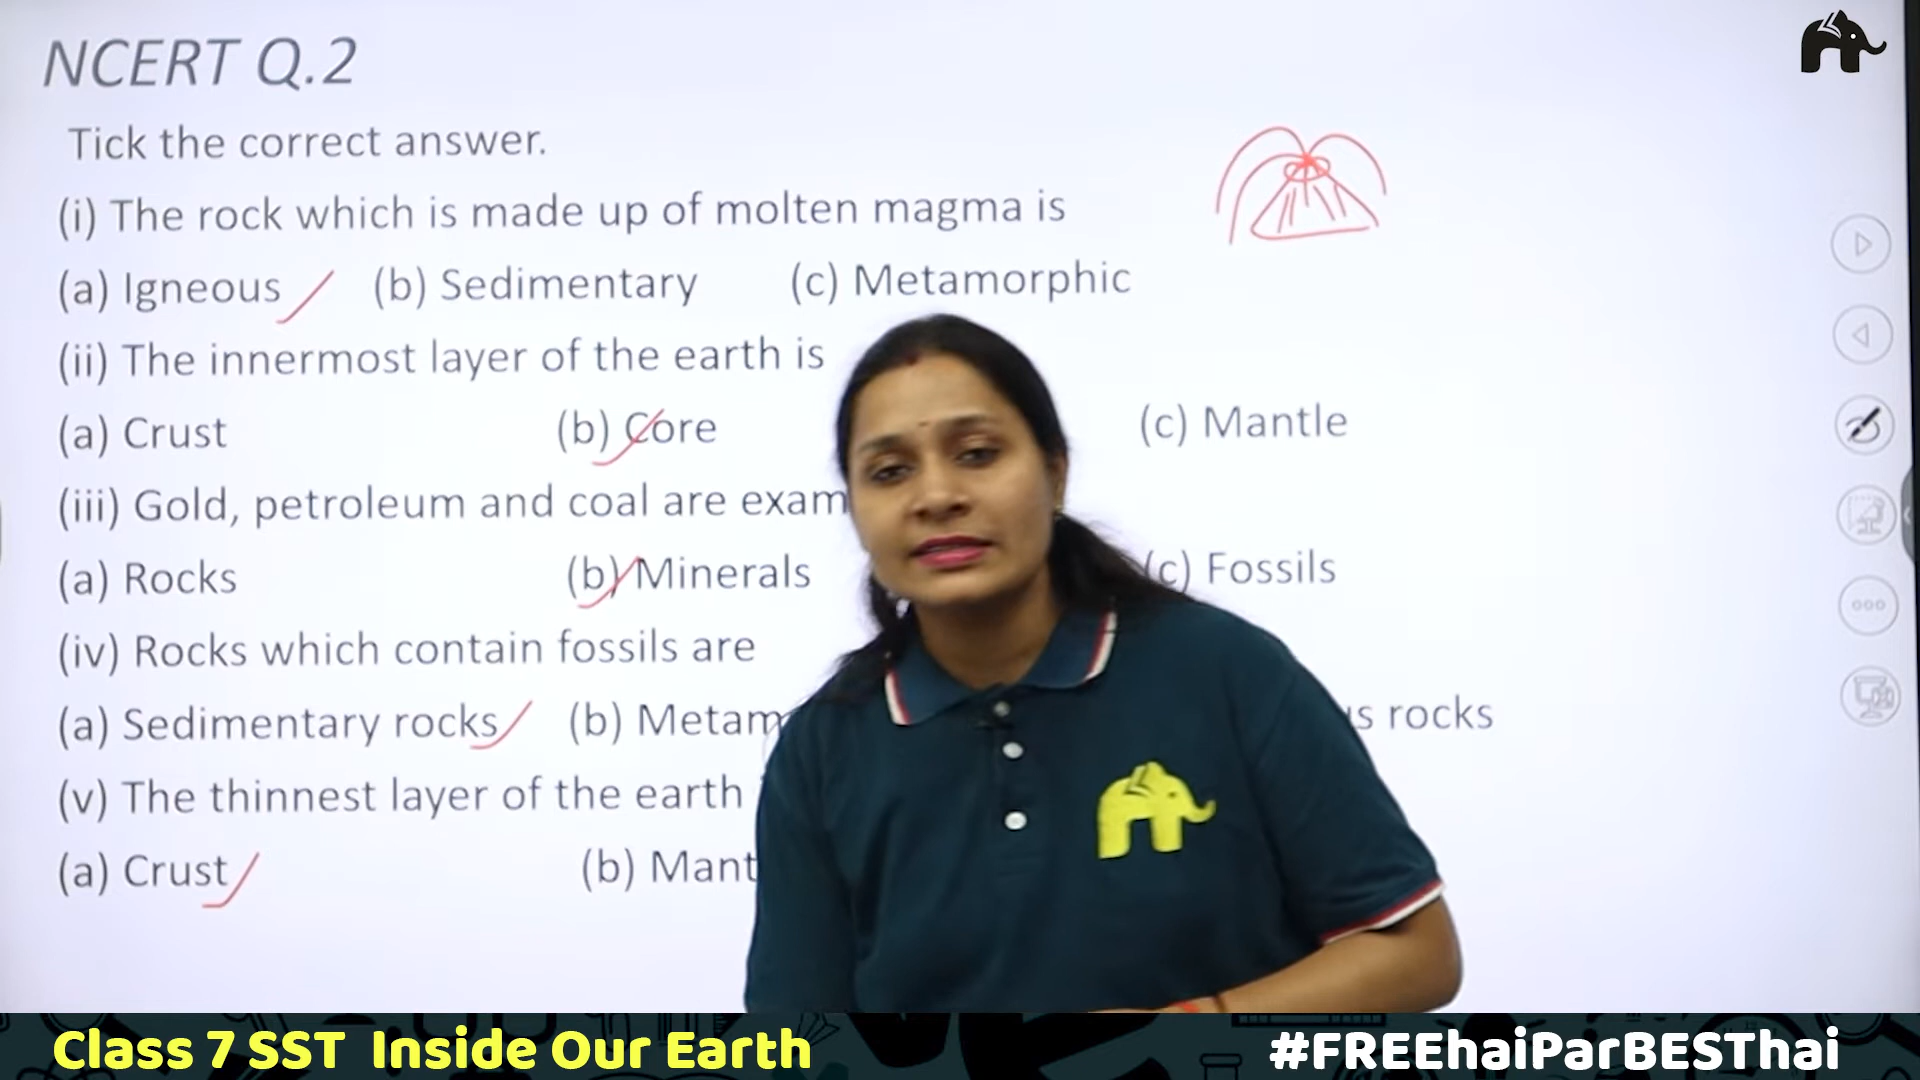 NCERT Q.2
Tick the correct answer.
(i) The rock which is made up of molten magma is
(a) Igneous (b) Sedimentary (c) Metamorphic
(ii) The innermost layer of the earth is
(a) Crust (b) Core (c) Mantle
(iii) Gold, petroleum and coal are exam
(a) Rocks (b) Minerals (c) Fossils
(iv) Rocks which contain fossils are
(a) Sedimentary rocks (b) Metam rocks
(v) The thinnest layer of the earth
(a) Crust (b) Mant
Class 7 SST Inside Our Earth #FREEhaiParBESThai